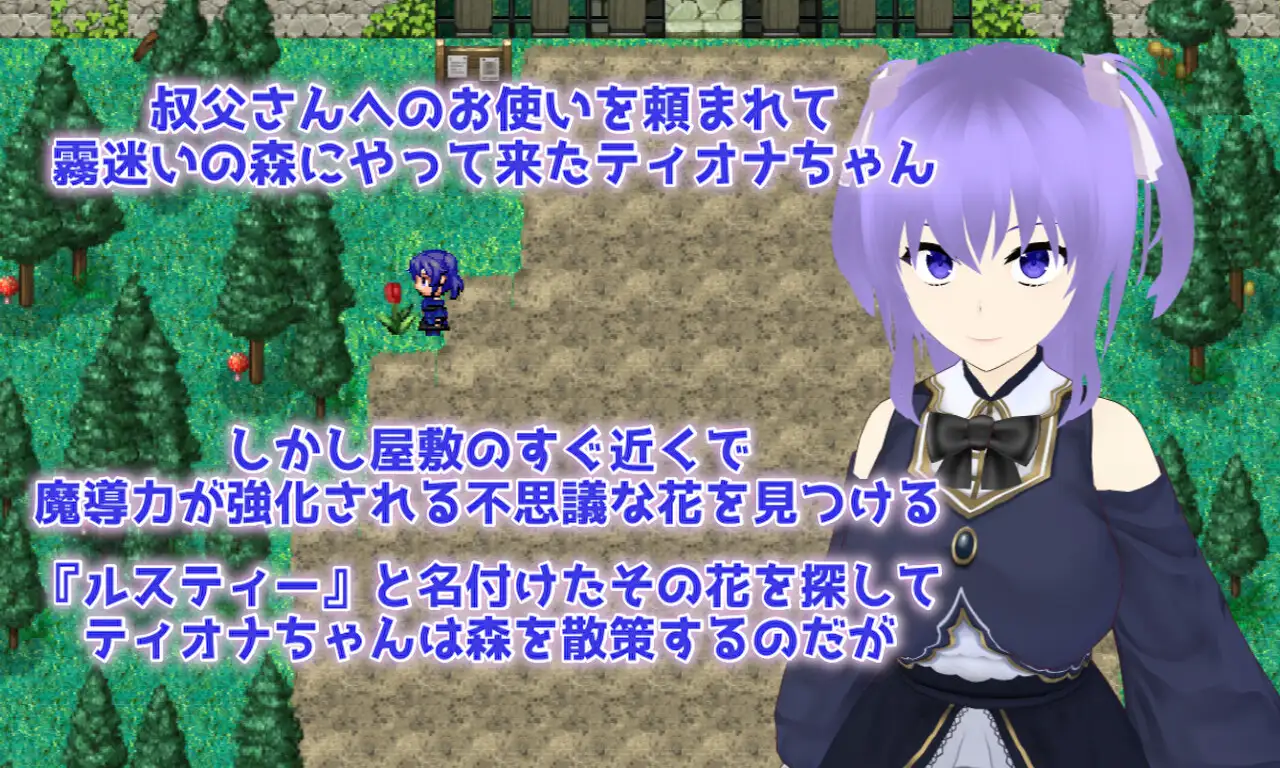 叔父さんへのお使いを頼まれて
霧迷いの森にやって来たティオナちゃん
しかし屋敷のすぐ近くで
魔導力が強化される不思議な花を見つける
『ルスティー』と名付けたその花を探して
ティオナちゃんは森を散策するのだが